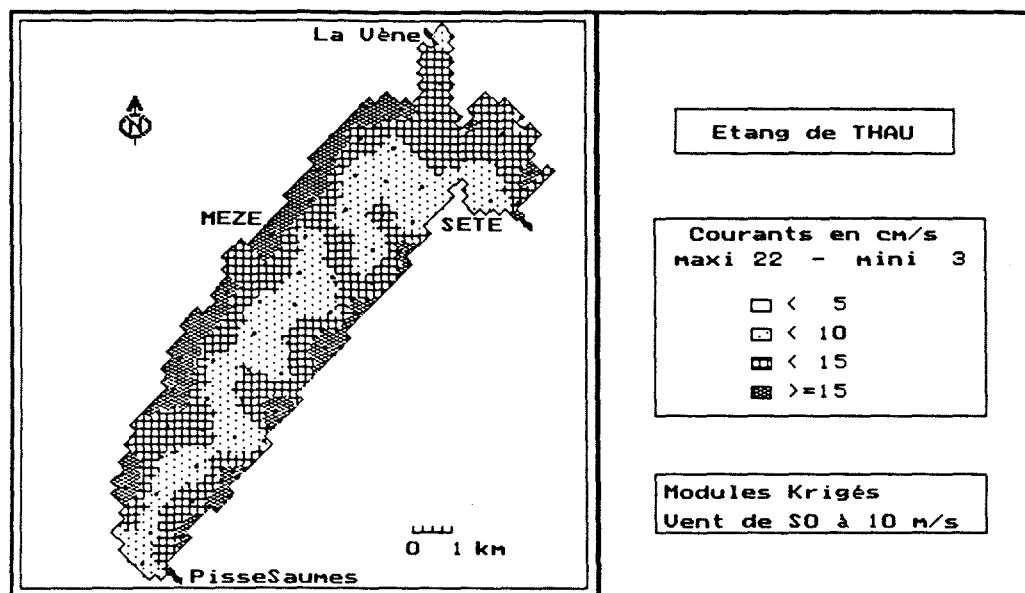 La Vène
N
MEZE
SETE
0 1 km
PisseSaumes
Etang de THAU
Courants en cm/s
maxi 22 - mini 3
< 5
< 10
< 15
>=15
Modules Krigés
Vent de SO à 10 m/s